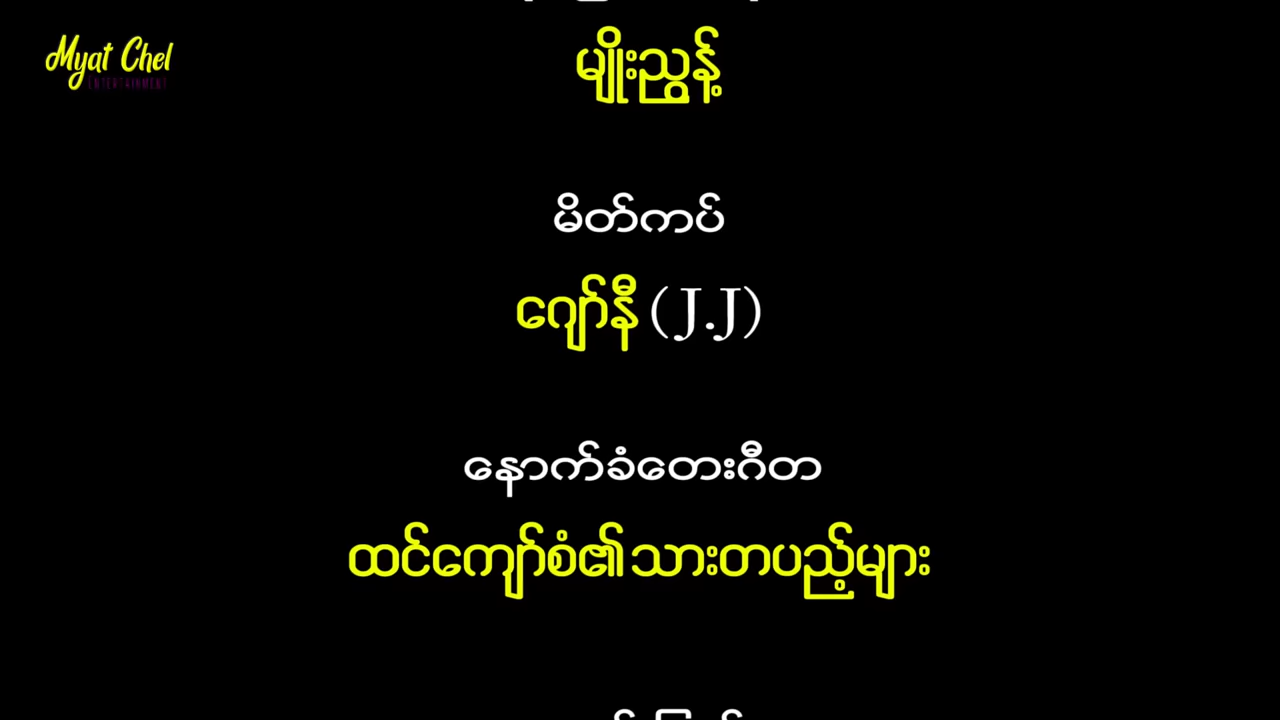 Myat Chel
ENTERTAINMENT
မျိုးညွန့်
မိတ်ကပ်
ဂျော်နီ (J.J)
နောက်ခံတေးဂီတ
ထင်ကျော်စံ၏သားတပည့်များ